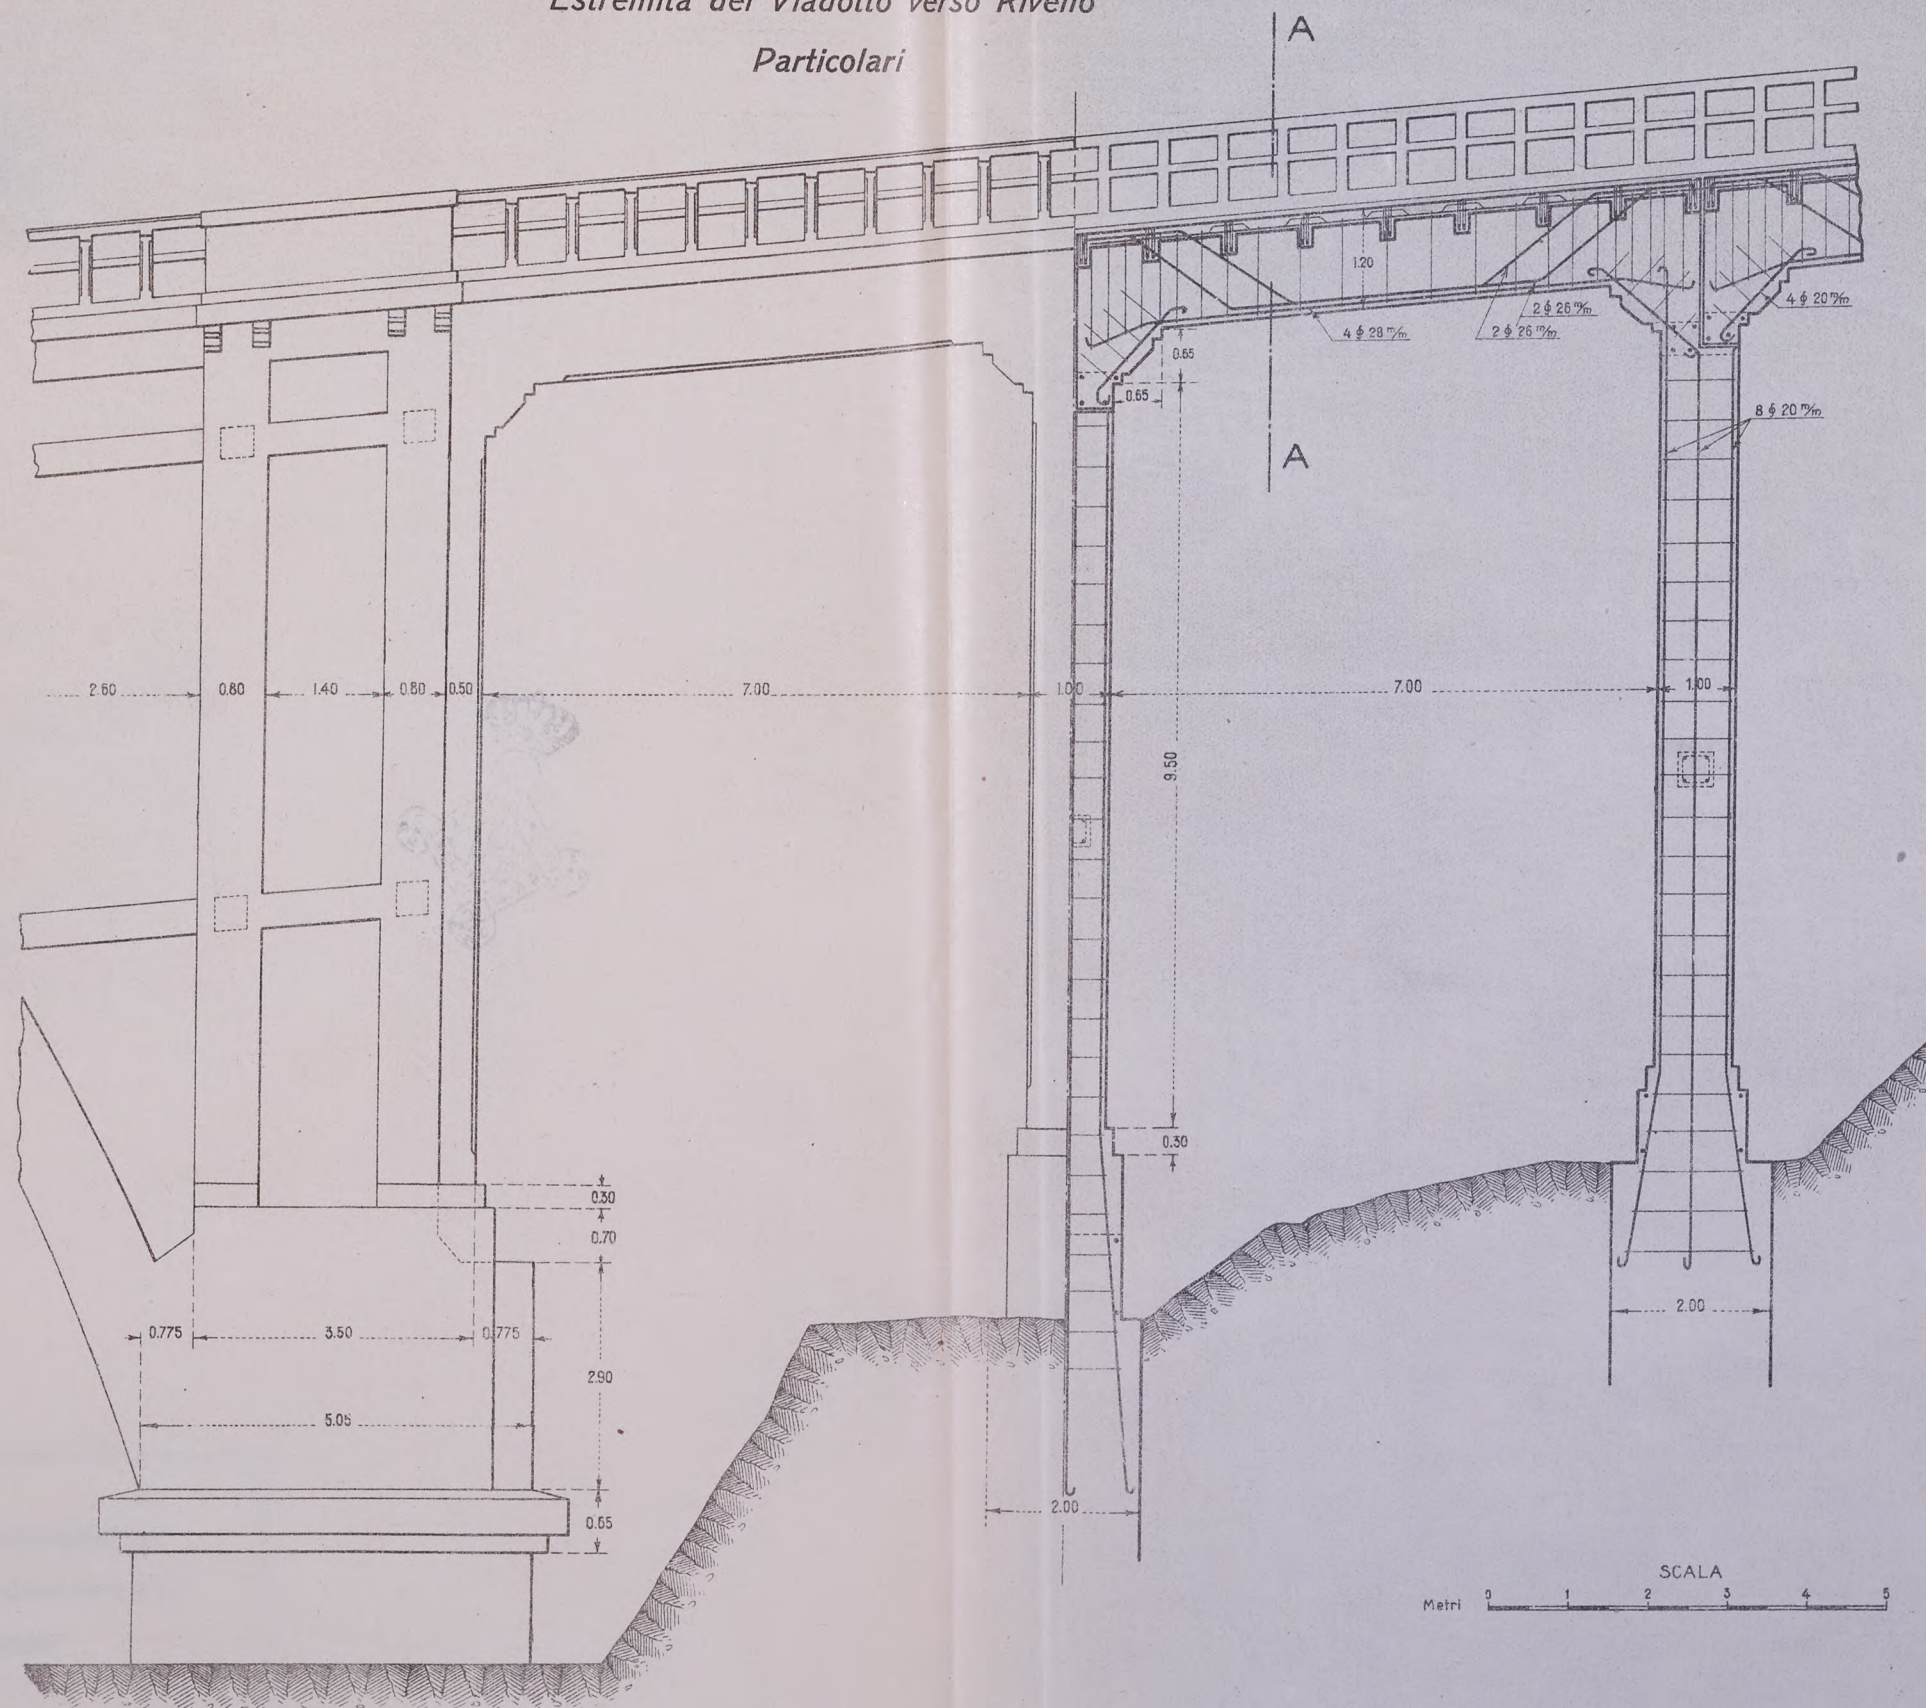 Estremità del Viadotto verso Rivello
Particolari
A
1.20
2 ϕ 26 m/m
4 ϕ 20 m/m
4 ϕ 28 m/m
2 ϕ 26 m/m
0.65
0.65
8 ϕ 20 m/m
A
2.60
0.80
1.40
0.80
0.50
7.00
1.00
7.00
1.00
9.50
0.30
0.30
0.70
2.00
0.775
3.50
0.775
2.90
5.05
2.00
0.65
SCALA
Metri 0 1 2 3 4 5